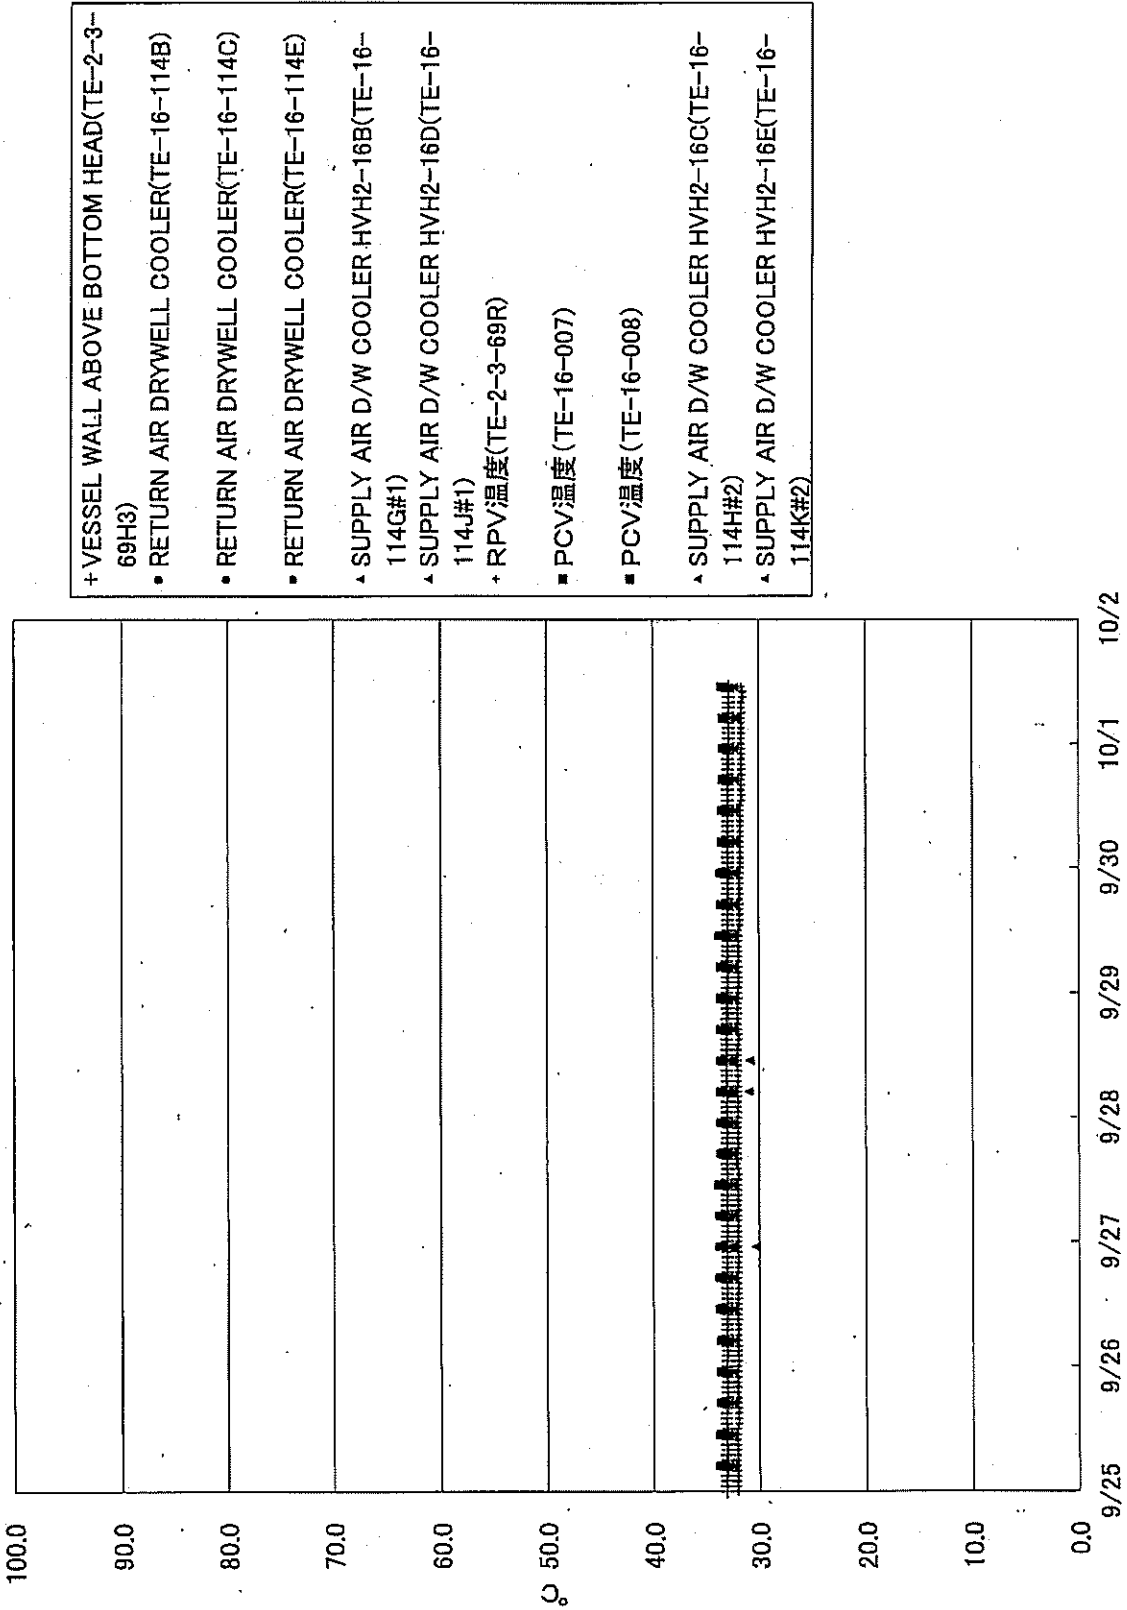 100.0
90.0
80.0
70.0
60.0
50.0
40.0
30.0
20.0
10.0
0.0
℃
9/25
9/26
9/27
9/28
9/29
9/30
10/1
10/2
+VESSEL WALL ABOVE BOTTOM HEAD(TE-2-3-
69H3)
●RETURN AIR DRYWELL COOLER(TE-16-114B)
●RETURN AIR DRYWELL COOLER(TE-16-114C)
●RETURN AIR DRYWELL COOLER(TE-16-114E)
▲SUPPLY AIR D/W COOLER HVH2-16B(TE-16-
114G#1)
▲SUPPLY AIR D/W COOLER HVH2-16D(TE-16-
114J#1)
+RPV温度(TE-2-3-69R)
■PCV温度(TE-16-007)
■PCV温度(TE-16-008)
▲SUPPLY AIR D/W COOLER HVH2-16C(TE-16-
114H#2)
▲SUPPLY AIR D/W COOLER HVH2-16E(TE-16-
114K#2)